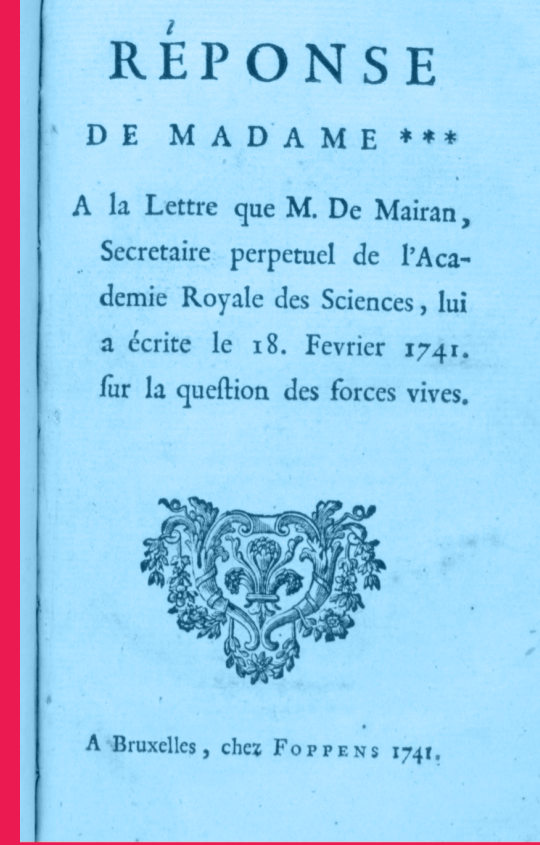 RÉPONSE
DE MADAME ***
A la Lettre que M. De Mairan,
Secretaire perpetuel de l'Aca-
demie Royale des Sciences, lui
a écrite le 18. Fevrier 1741.
ſur la queſtion des forces vives.
A Bruxelles, chez FOPPENS 1741.